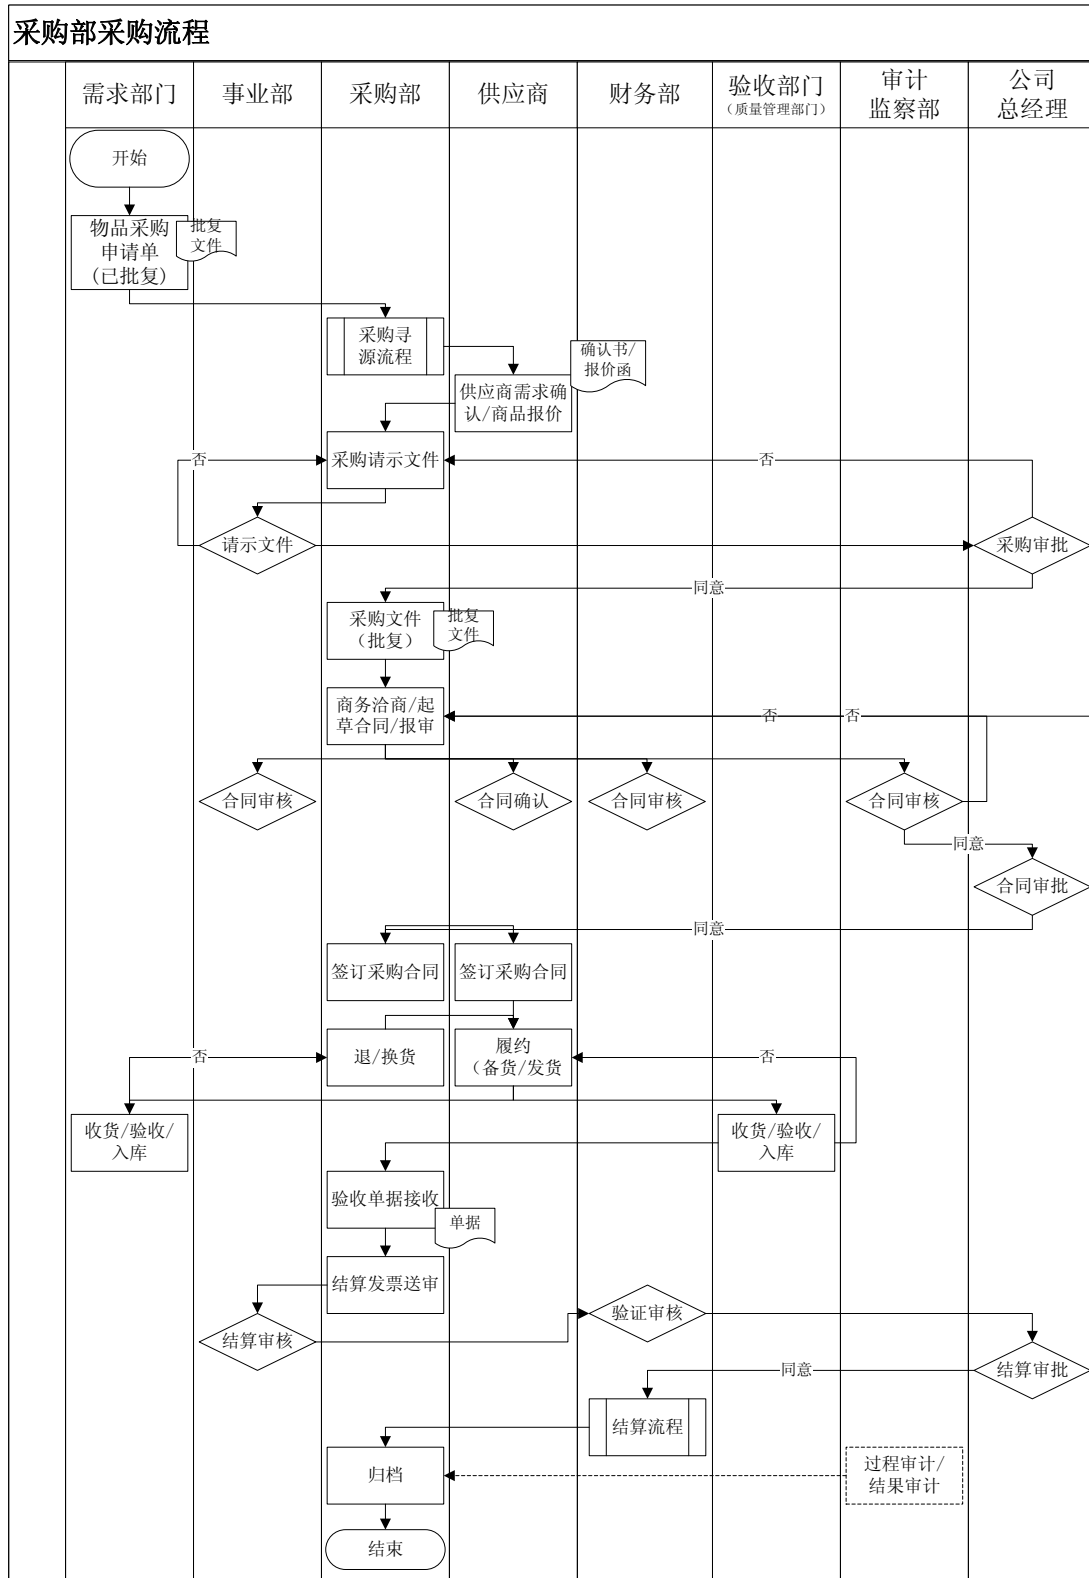 采购部采购流程
需求部门
事业部
采购部
供应商
财务部
验收部门
(质量管理部门)
审计
监察部
公司
总经理
开始
物品采购
申请单
(已批复)
批复
文件
采购寻
源流程
确认书/
报价函
供应商需求确
认/商品报价
否
采购请示文件
否
请示文件
采购审批
同意
采购文件
（批复）
批复
文件
商务洽商/起
草合同/报审
否
否
合同审核
合同确认
合同审核
合同审核
同意
合同审批
同意
签订采购合同
签订采购合同
否
退/换货
履约
（备货/发货
否
收货/验收/
入库
收货/验收/
入库
验收单据接收
单据
结算发票送审
结算审核
验证审核
同意
结算审批
结算流程
归档
过程审计/
结果审计
结束